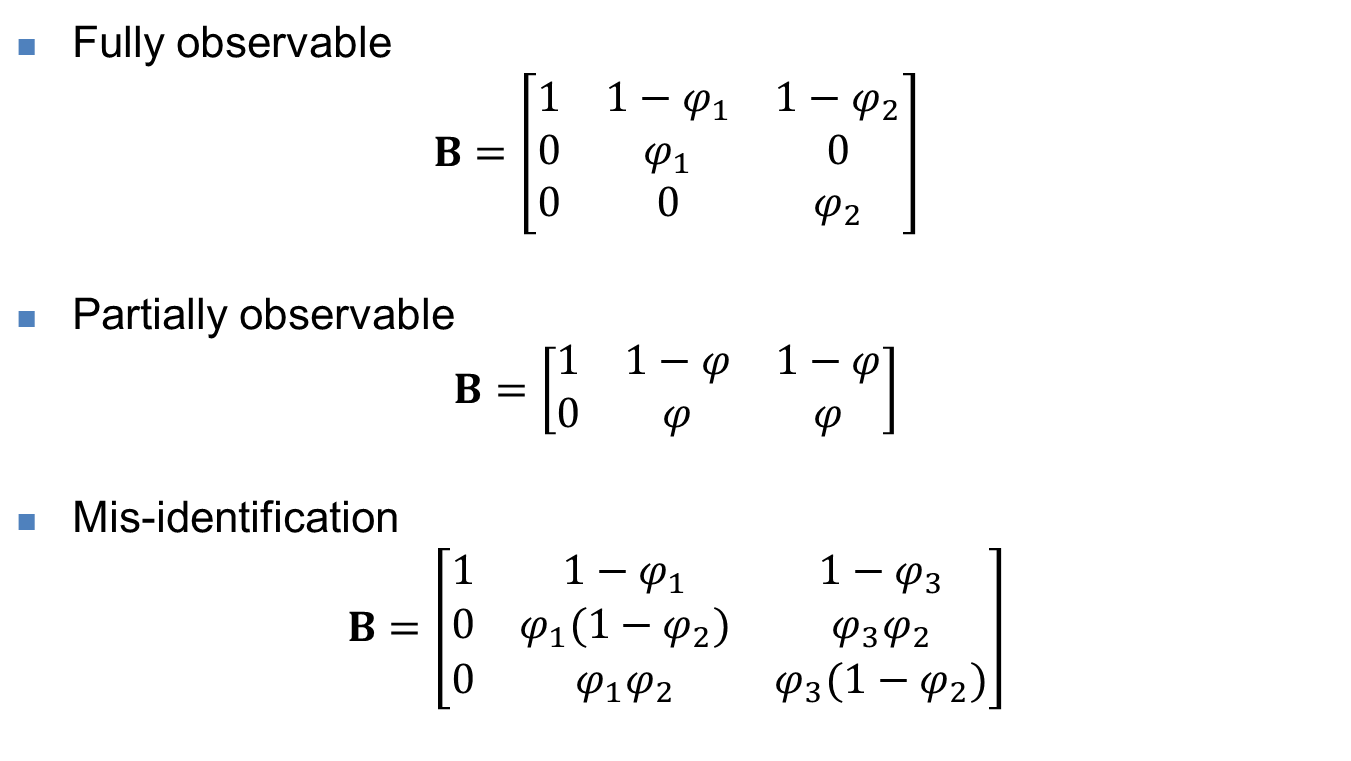 Fully observable
1 1 − φ₁ 1 − φ₂
𝐁 = 0 φ₁ 0
0 0 φ₂
Partially observable
1 1 − φ 1 − φ
𝐁 =
0 φ φ
Mis-identification
1 1 − φ₁ 1 − φ₃
𝐁 = 0 φ₁(1 − φ₂) φ₃φ₂
0 φ₁φ₂ φ₃(1 − φ₂)